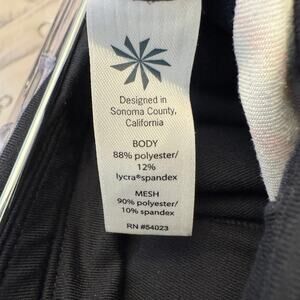 Designed in
Sonoma County,
California
BODY
88% polyester/
12%
lycra®spandex
MESH
90% polyester/
10% spandex
RN #54023